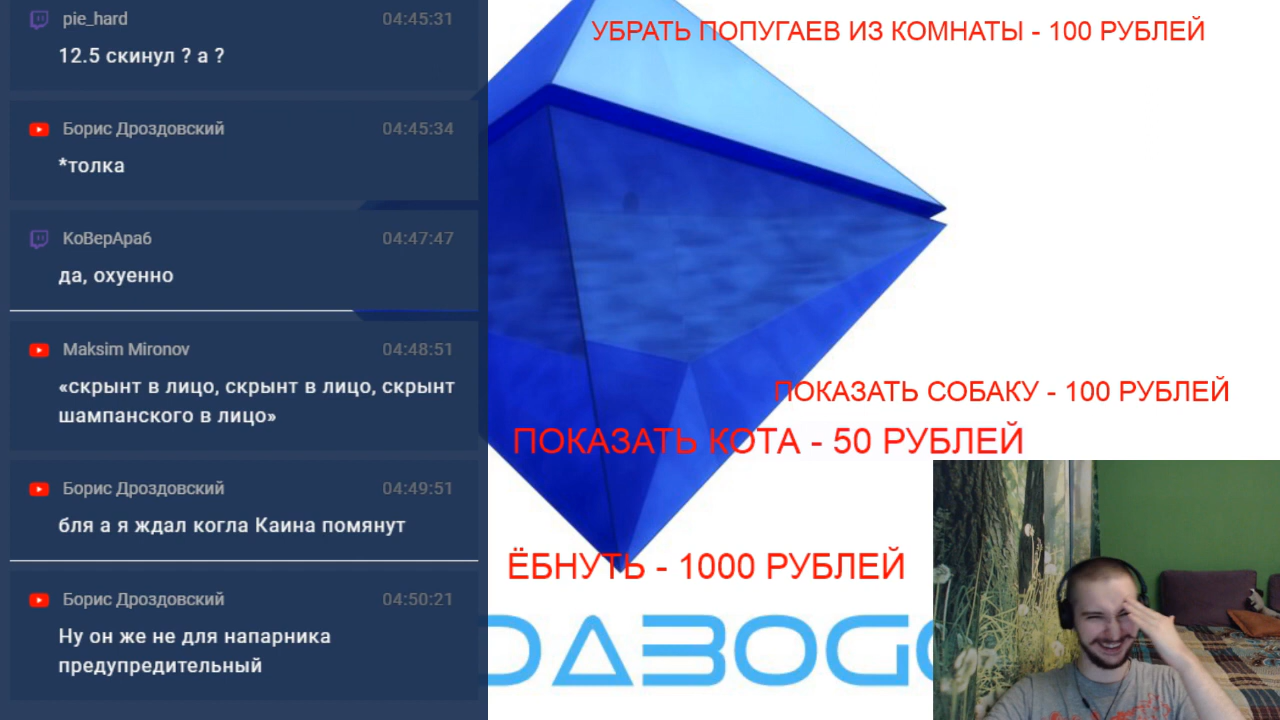 pie_hard 04:45:31
12.5 скинул ? а ?
Борис Дроздовский 04:45:34
*толка
КоВерАра6 04:47:47
да, охуенно
Maksim Mironov 04:48:51
«скрынт в лицо, скрынт в лицо, скрынт
шампанского в лицо»
Борис Дроздовский 04:49:51
бля а я ждал когла Каина помянут
Борис Дроздовский 04:50:21
Ну он же не для напарника
предупредительный
УБРАТЬ ПОПУГАЕВ ИЗ КОМНАТЫ - 100 РУБЛЕЙ
ПОКАЗАТЬ СОБАКУ - 100 РУБЛЕЙ
ПОКАЗАТЬ КОТА - 50 РУБЛЕЙ
ЁБНУТЬ - 1000 РУБЛЕЙ